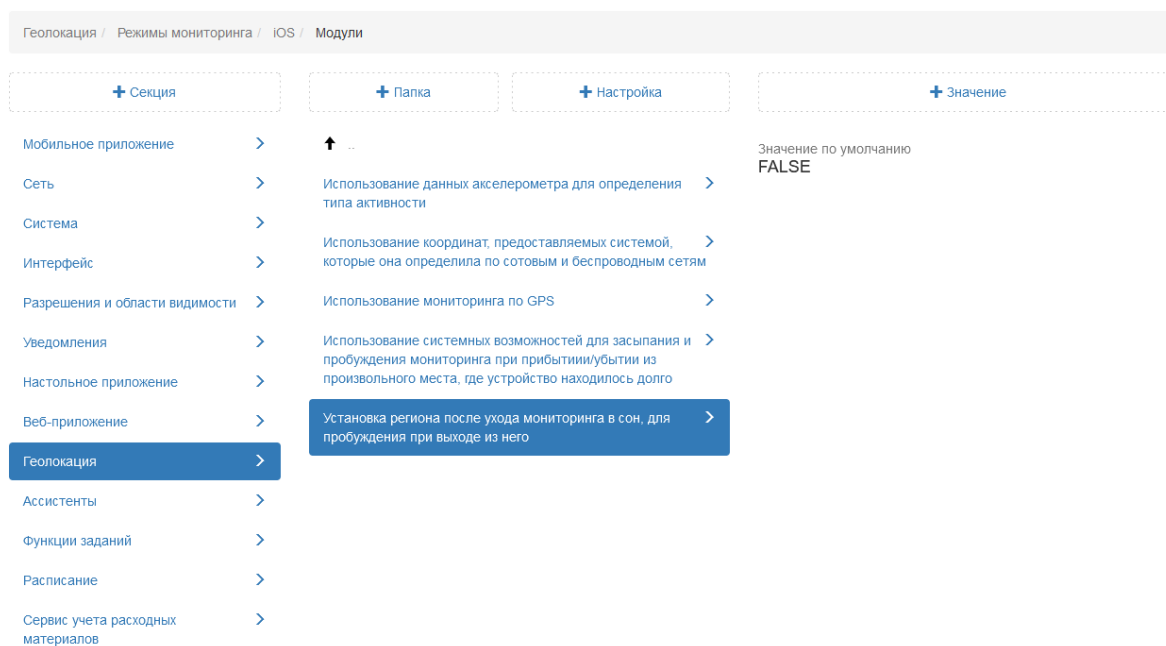 Геолокация / Режимы мониторинга / iOS / Модули
+ Секция
Мобильное приложение
Сеть
Система
Интерфейс
Разрешения и области видимости
Уведомления
Настольное приложение
Веб-приложение
Геолокация
Ассистенты
Функции заданий
Расписание
Сервис учета расходных
материалов
+ Папка
+ Настройка
..
Использование данных акселерометра для определения
типа активности
Использование координат, предоставляемых системой,
которые она определила по сотовым и беспроводным сетям
Использование мониторинга по GPS
Использование системных возможностей для засыпания и
пробуждения мониторинга при прибытиии/убытии из
произвольного места, где устройство находилось долго
Установка региона после ухода мониторинга в сон, для
пробуждения при выходе из него
+ Значение
Значение по умолчанию
FALSE